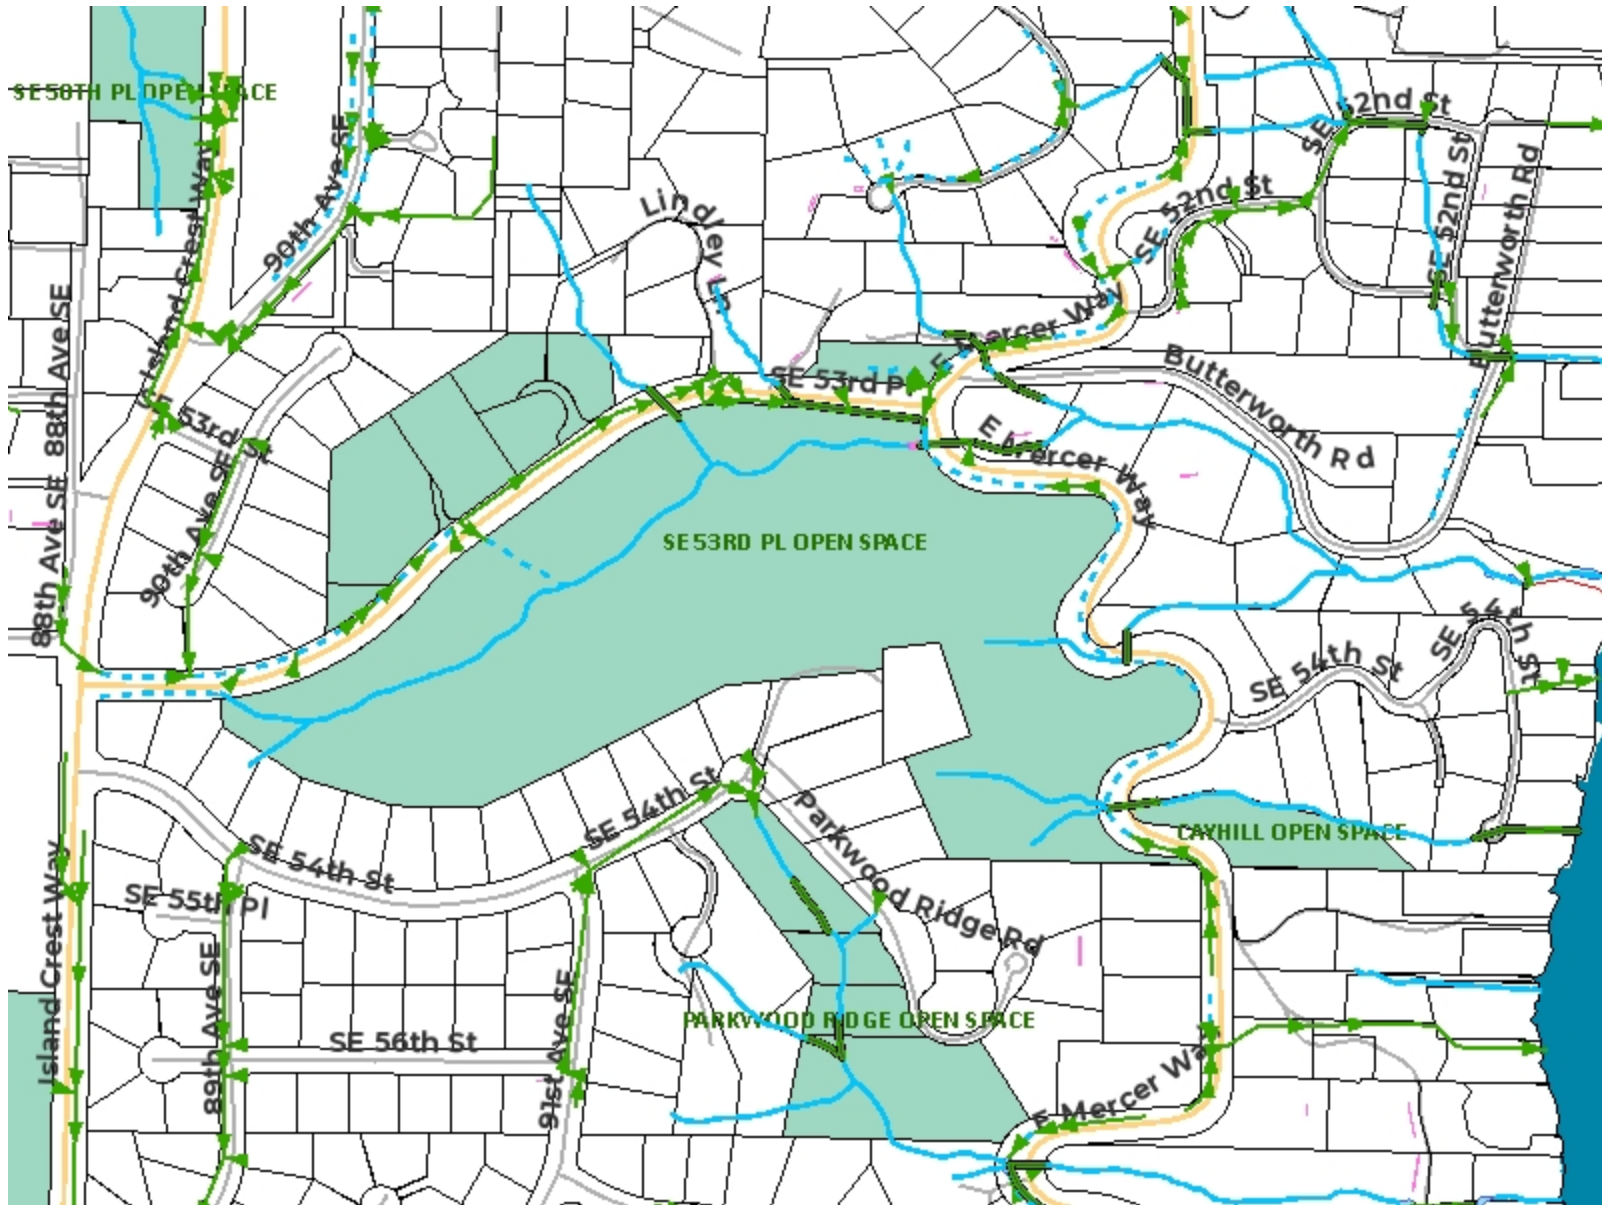 SE 50TH PL OPEN SPACE
52nd St
SE
SE 52nd St
SE 52nd St
Butterworth Rd
90th Ave SE
Island Crest Way
Lindley Ln
E Mercer Way
88th Ave SE
SE 53rd Pl
Butterworth Rd
SE 53rd St
E Mercer Way
90th Ave SE
88th Ave SE
SE 53RD PL OPEN SPACE
SE 54th St
SE 54th St
SE 54th St
Parkwood Ridge Rd
CAYHILL OPEN SPACE
SE 54th St
SE 55th Pl
Island Crest Way
89th Ave SE
91st Ave SE
SE 56th St
PARKWOOD RIDGE OPEN SPACE
E Mercer Way